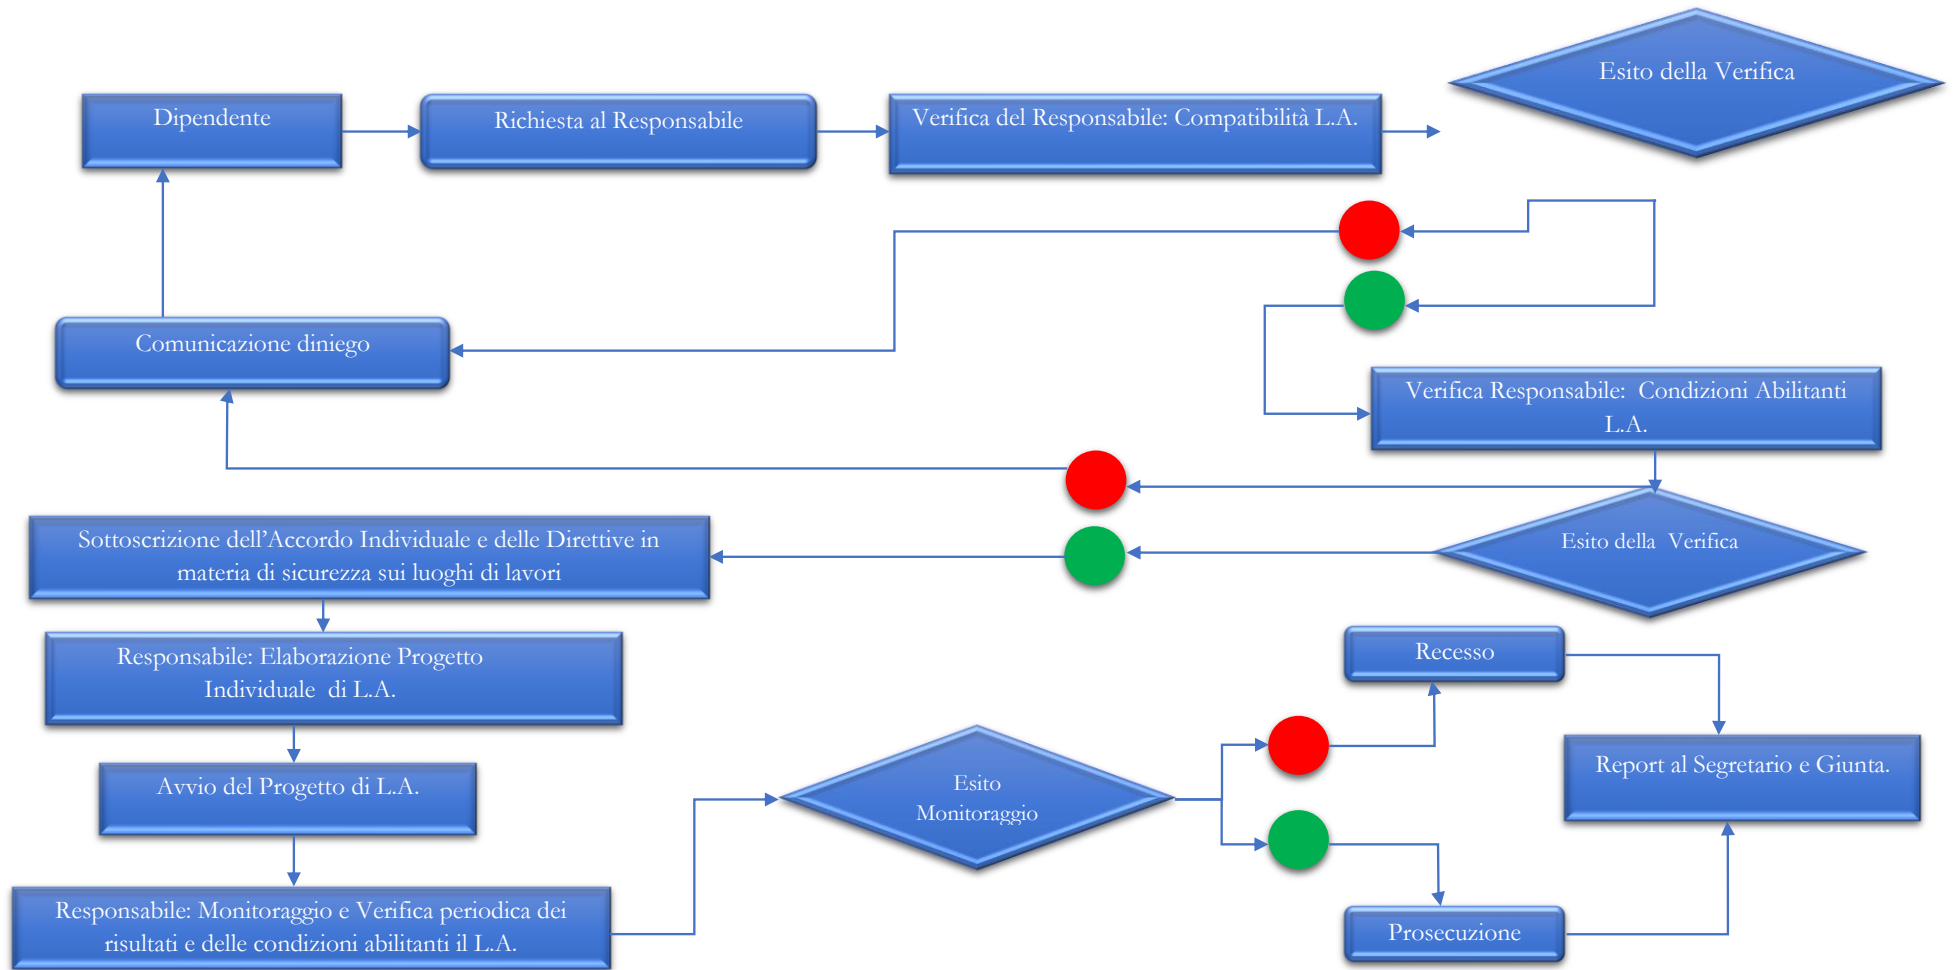 Dipendente
Richiesta al Responsabile
Verifica del Responsabile: Compatibilità L.A.
Esito della Verifica
Comunicazione diniego
Verifica Responsabile:  Condizioni Abilitanti
L.A.
Esito della  Verifica
Sottoscrizione dell’Accordo Individuale e delle Direttive in
materia di sicurezza sui luoghi di lavori
Responsabile: Elaborazione Progetto
Individuale  di L.A.
Avvio del Progetto di L.A.
Responsabile: Monitoraggio e Verifica periodica dei
risultati e delle condizioni abilitanti il L.A.
Esito
Monitoraggio
Recesso
Report al Segretario e Giunta.
Prosecuzione